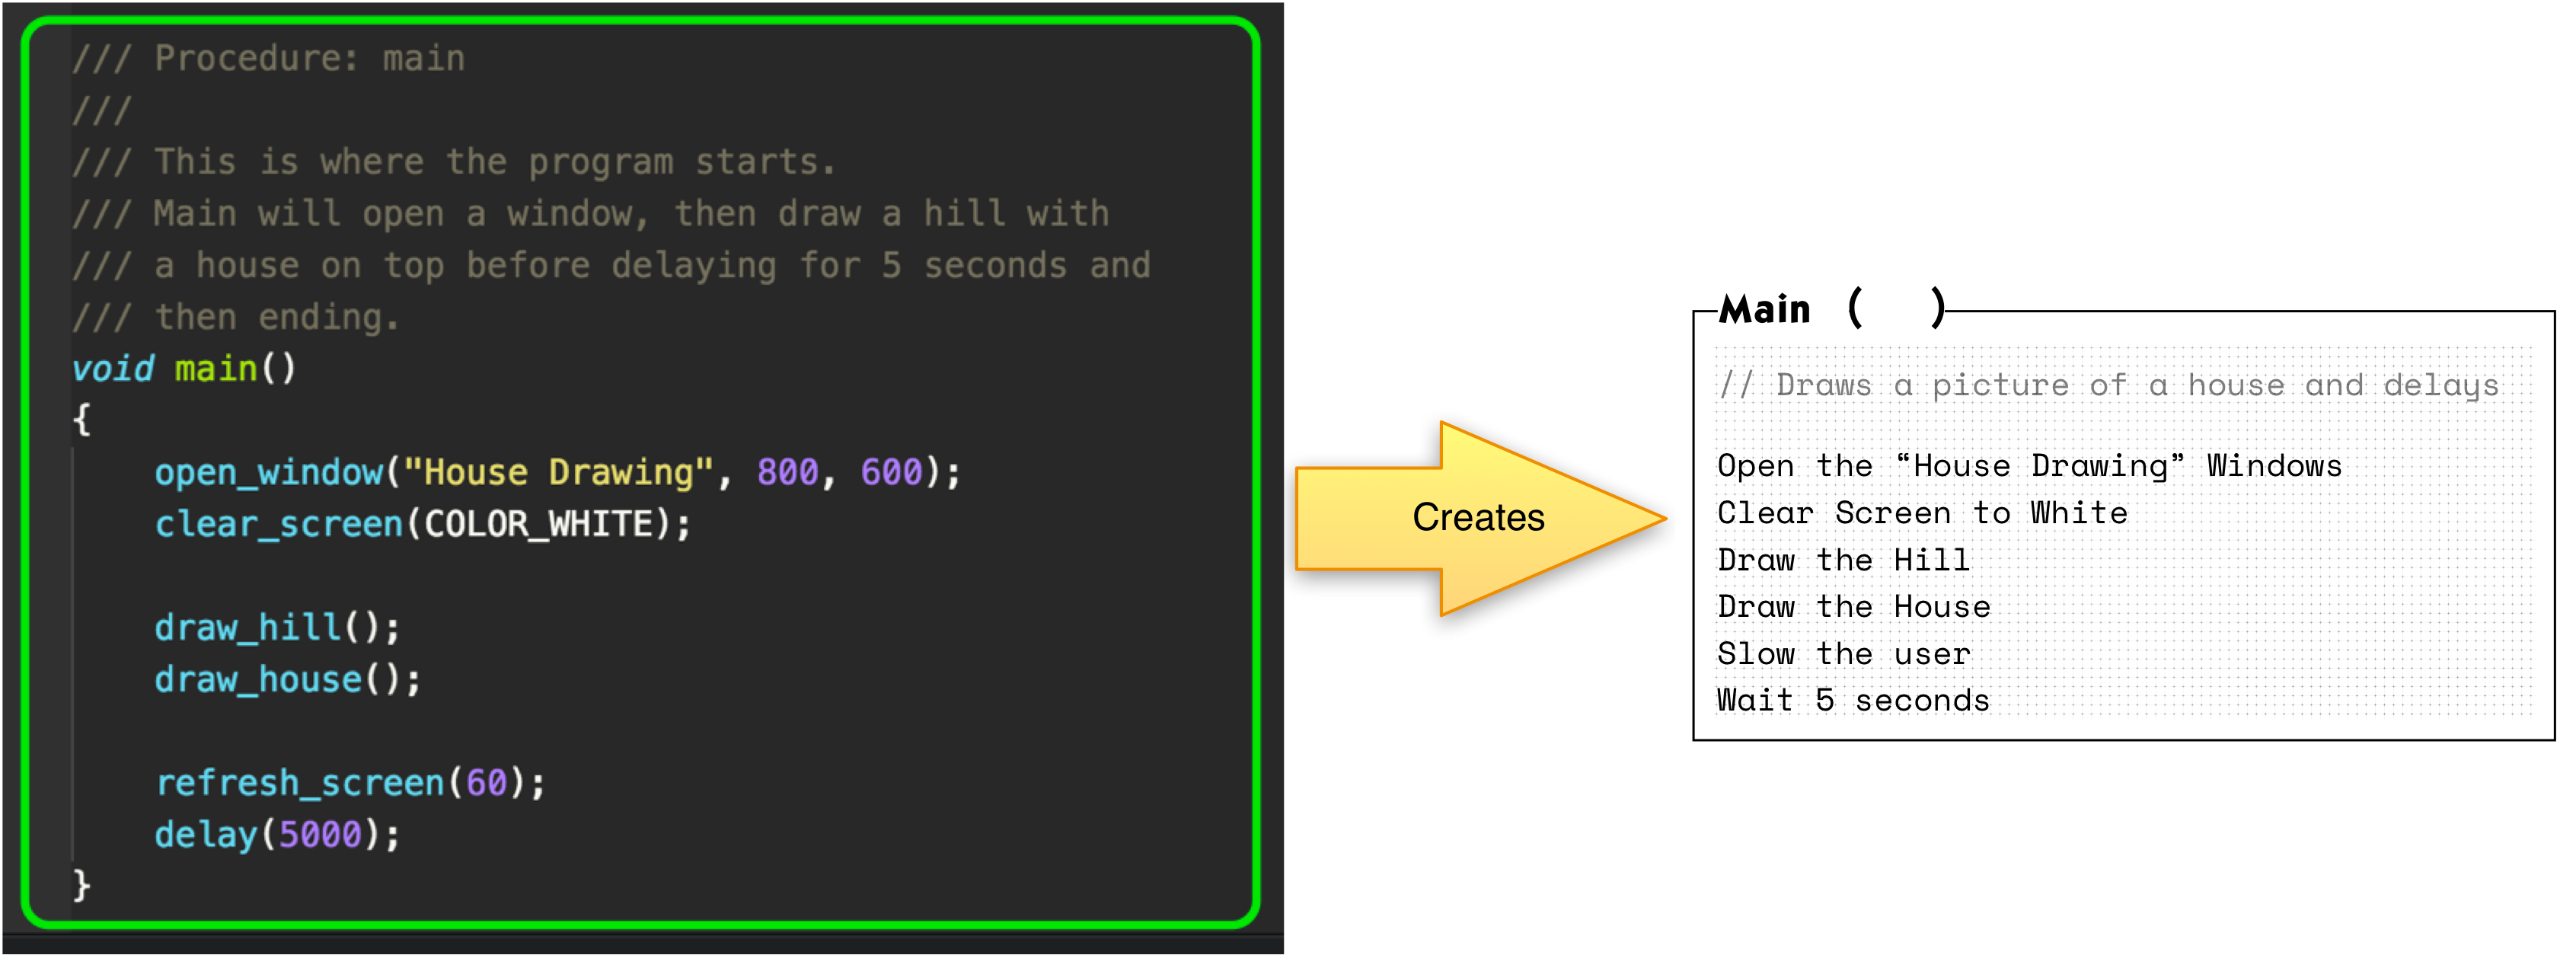 /// Procedure: main
///
/// This is where the program starts.
/// Main will open a window, then draw a hill with
/// a house on top before delaying for 5 seconds and
/// then ending.
void main()
{
    open_window("House Drawing", 800, 600);
    clear_screen(COLOR_WHITE);
    draw_hill();
    draw_house();
    refresh_screen(60);
    delay(5000);
}
Creates
Main (   )
// Draws a picture of a house and delays
Open the “House Drawing” Windows
Clear Screen to White
Draw the Hill
Draw the House
Slow the user
Wait 5 seconds